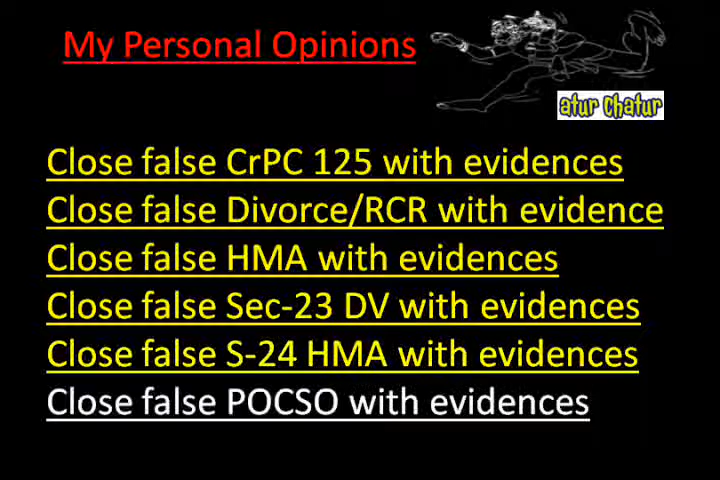 My Personal Opinions
atur Chatur
Close false CrPC 125 with evidences
Close false Divorce/RCR with evidence
Close false HMA with evidences
Close false Sec-23 DV with evidences
Close false S-24 HMA with evidences
Close false POCSO with evidences